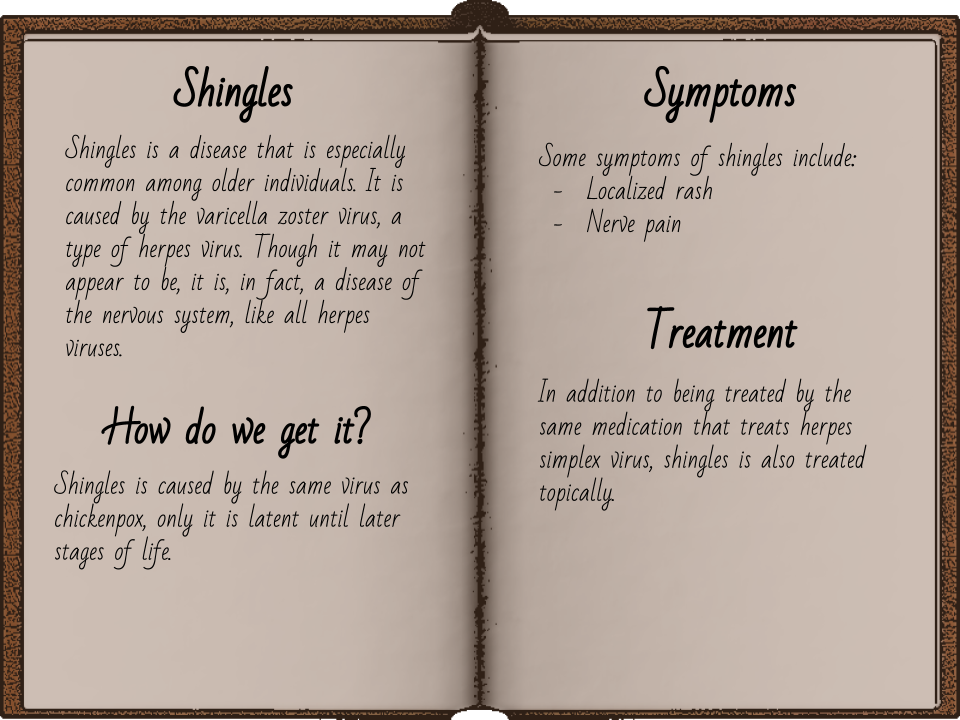 Shingles
Shingles is a disease that is especially
common among older individuals. It is
caused by the varicella zoster virus, a
type of herpes virus. Though it may not
appear to be, it is, in fact, a disease of
the nervous system, like all herpes
viruses.
How do we get it?
Shingles is caused by the same virus as
chickenpox, only it is latent until later
stages of life.
Symptoms
Some symptoms of shingles include:
- Localized rash
- Nerve pain
Treatment
In addition to being treated by the
same medication that treats herpes
simplex virus, shingles is also treated
topically.